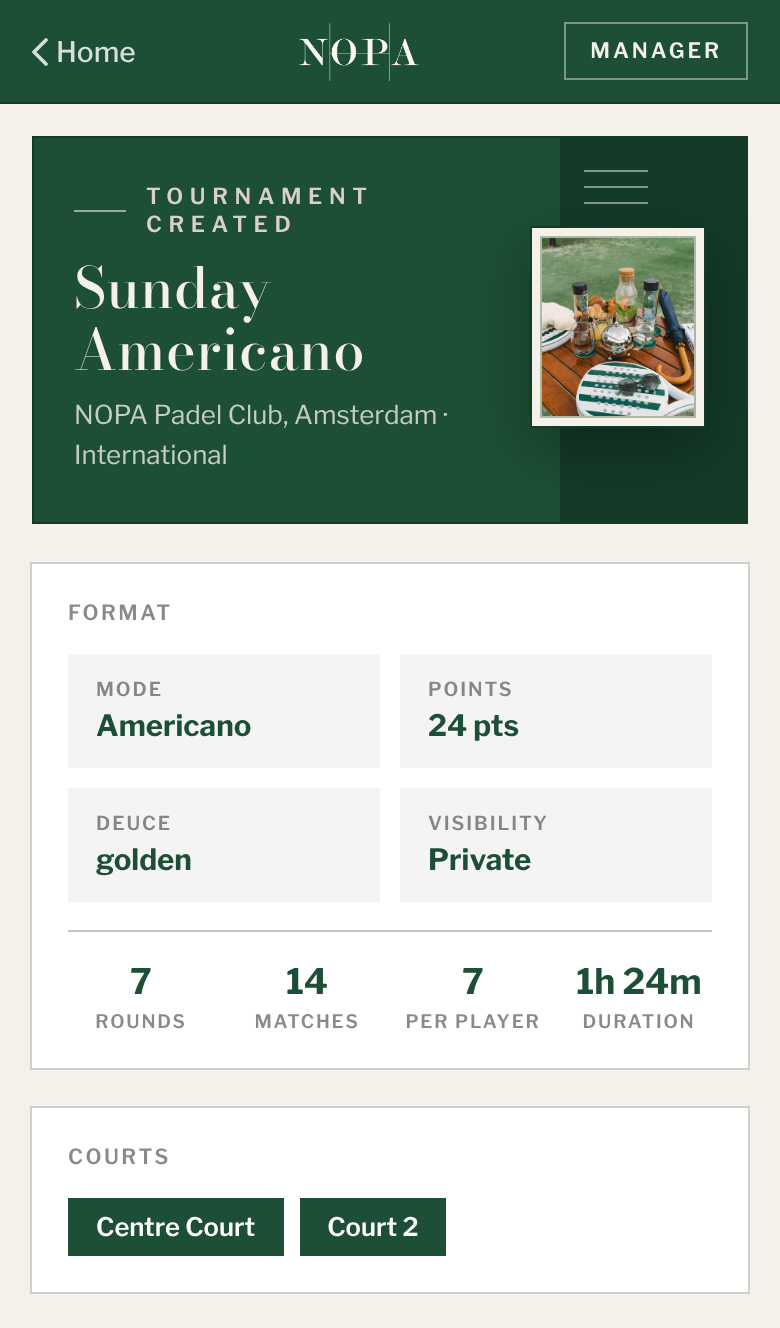 Home
NOPA
MANAGER
TOURNAMENT
CREATED
Sunday
Americano
NOPA Padel Club, Amsterdam ·
International
FORMAT
MODE
Americano
POINTS
24 pts
DEUCE
golden
VISIBILITY
Private
7
ROUNDS
14
MATCHES
7
PER PLAYER
1h 24m
DURATION
COURTS
Centre Court
Court 2